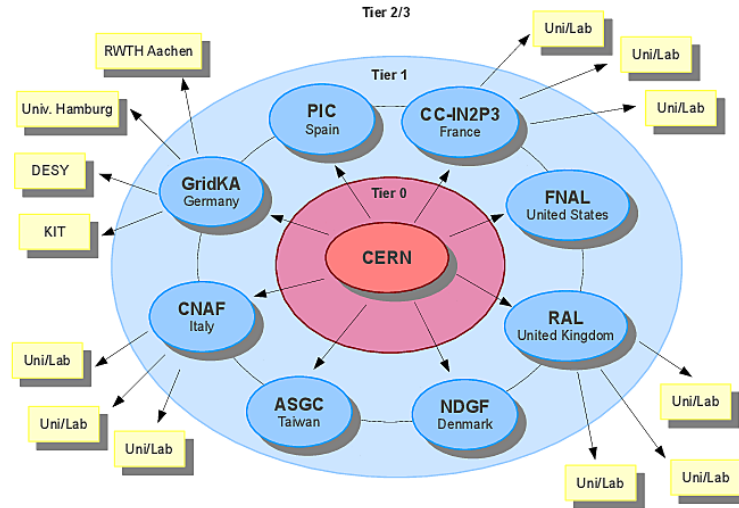 Tier 2/3
Uni/Lab
RWTH Aachen
Uni/Lab
Tier 1
Univ. Hamburg
PIC
Spain
CC-IN2P3
France
Uni/Lab
DESY
GridKA
Germany
Tier 0
FNAL
United States
KIT
CERN
CNAF
Italy
RAL
United Kingdom
Uni/Lab
ASGC
Taiwan
NDGF
Denmark
Uni/Lab
Uni/Lab
Uni/Lab
Uni/Lab
Uni/Lab